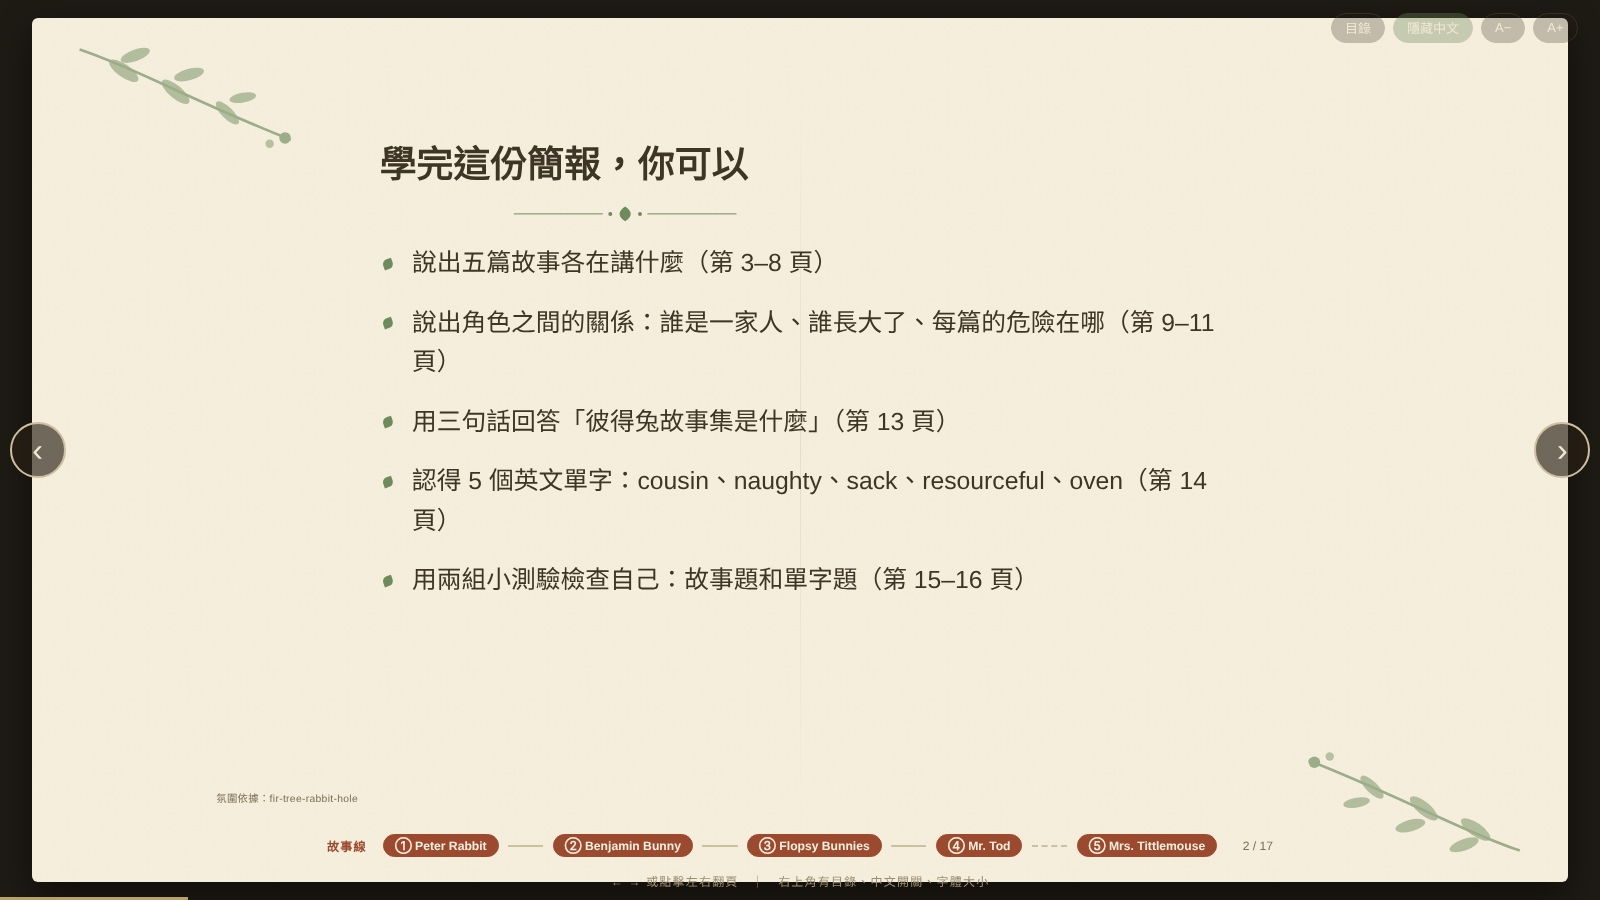 目錄 隱藏中文 A− A+
學完這份簡報，你可以
說出五篇故事各在講什麼（第 3–8 頁）
說出角色之間的關係：誰是一家人、誰長大了、每篇的危險在哪（第 9–11
頁）
用三句話回答「彼得兔故事集是什麼」（第 13 頁）
認得 5 個英文單字：cousin、naughty、sack、resourceful、oven（第 14
頁）
用兩組小測驗檢查自己：故事題和單字題（第 15–16 頁）
‹ ›
氛圍依據：fir-tree-rabbit-hole
故事線 ① Peter Rabbit ② Benjamin Bunny ③ Flopsy Bunnies ④ Mr. Tod ⑤ Mrs. Tittlemouse 2 / 17
← → 或點擊左右翻頁 ｜ 右上角有目錄、中文開關、字體大小